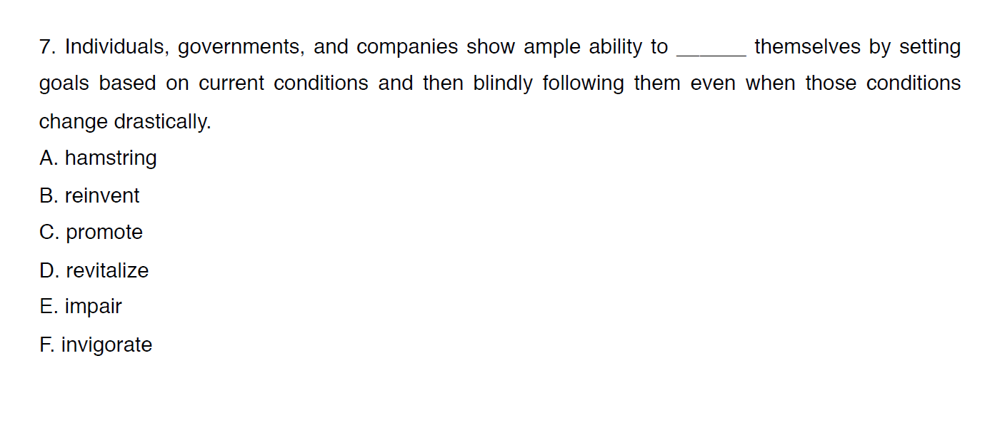 7. Individuals, governments, and companies show ample ability to ______ themselves by setting
goals based on current conditions and then blindly following them even when those conditions
change drastically.
A. hamstring
B. reinvent
C. promote
D. revitalize
E. impair
F. invigorate